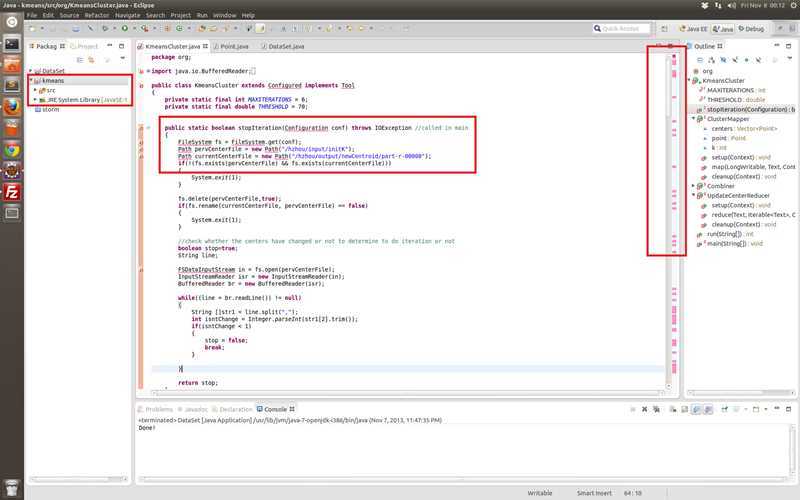 Java - kmeans/src/org/KmeansCluster.java - Eclipse
Fri Nov 8 00:12
File Edit Source Refactor Navigate Search Project Run Window Help
Quick Access
Java EE
Java
Debug
Packag
Project
DataSet
kmeans
src
JRE System Library [JavaSE-1
storm
KmeansCluster.java
Point.java
DataSet.java
package org;
import java.io.BufferedReader;
public class KmeansCluster extends Configured implements Tool
{
private static final int MAXITERATIONS = 6;
private static final double THRESHOLD = 70;
public static boolean stopIteration(Configuration conf) throws IOException //called in main
{
FileSystem fs = FileSystem.get(conf);
Path pervCenterFile = new Path("/hzhou/input/initK");
Path currentCenterFile = new Path("/hzhou/output/newCentroid/part-r-00000");
if(!(fs.exists(pervCenterFile) && fs.exists(currentCenterFile)))
{
System.exit(1);
}
fs.delete(pervCenterFile,true);
if(fs.rename(currentCenterFile, pervCenterFile) == false)
{
System.exit(1);
}
//check whether the centers have changed or not to determine to do iteration or not
boolean stop=true;
String line;
FSDataInputStream in = fs.open(pervCenterFile);
InputStreamReader isr = new InputStreamReader(in);
BufferedReader br = new BufferedReader(isr);
while((line = br.readLine()) != null)
{
String []str1 = line.split(",");
int isntChange = Integer.parseInt(str1[2].trim());
if(isntChange < 1)
{
stop = false;
break;
}
}
return stop;
Outline
org
KmeansCluster
MAXITERATIONS : int
THRESHOLD : double
stopIteration(Configuration) : b
ClusterMapper
centers : Vector<Point>
point : Point
k : int
setup(Context) : void
map(LongWritable, Text, Con
cleanup(Context) : void
Combiner
UpdateCenterReducer
setup(Context) : void
reduce(Text, Iterable<Text>, C
cleanup(Context) : void
run(String[]) : int
main(String[]) : void
Problems
Javadoc
Declaration
Console
<terminated> DataSet [Java Application] /usr/lib/jvm/java-7-openjdk-i386/bin/java (Nov 7, 2013, 11:47:35 PM)
Done!
Writable
Smart Insert
64 : 10